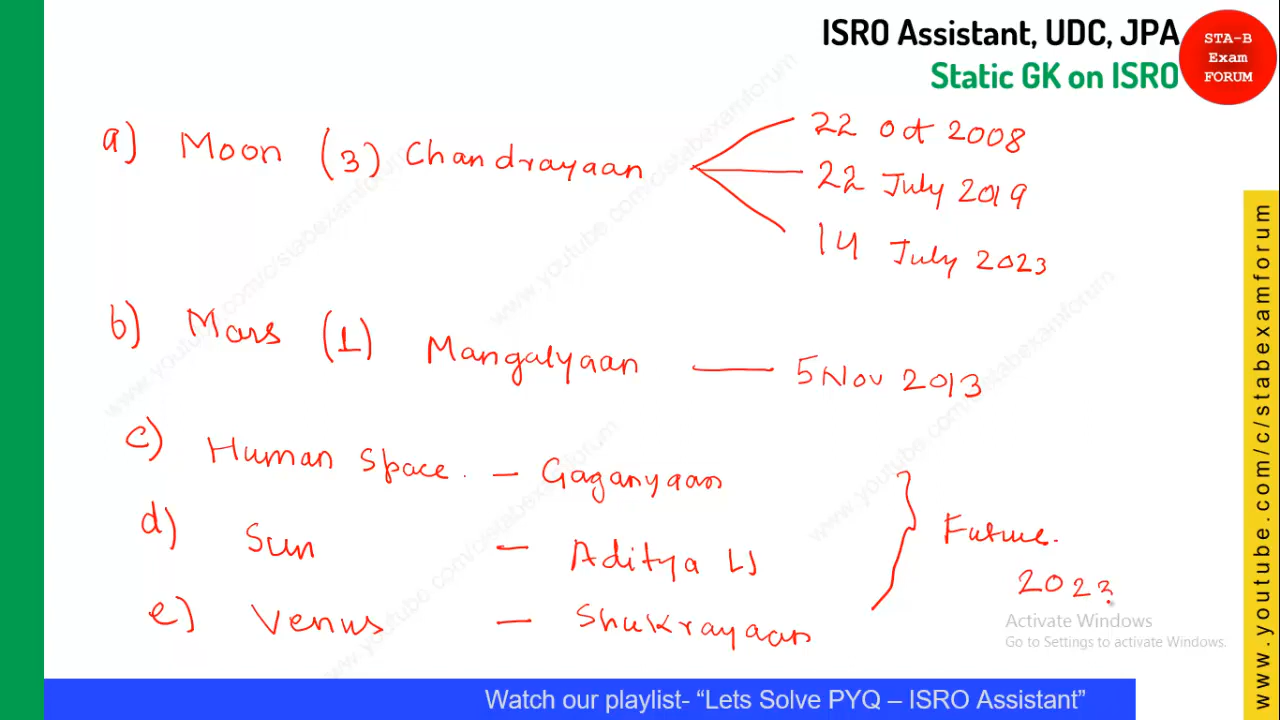 ISRO Assistant, UDC, JPA
Static GK on ISRO
STA-B
Exam
FORUM
a) Moon (3) Chandrayaan
22 Oct 2008
22 July 2019
14 July 2023
b) Mars (1) Mangalyaan — 5 Nov 2013
c) Human Space - Gaganyaan
d) Sun - Aditya L1
e) Venus - Shukrayaan
Future.
2023
Activate Windows
Go to Settings to activate Windows.
www.youtube.com/c/stabexamforum
Watch our playlist- “Lets Solve PYQ – ISRO Assistant”